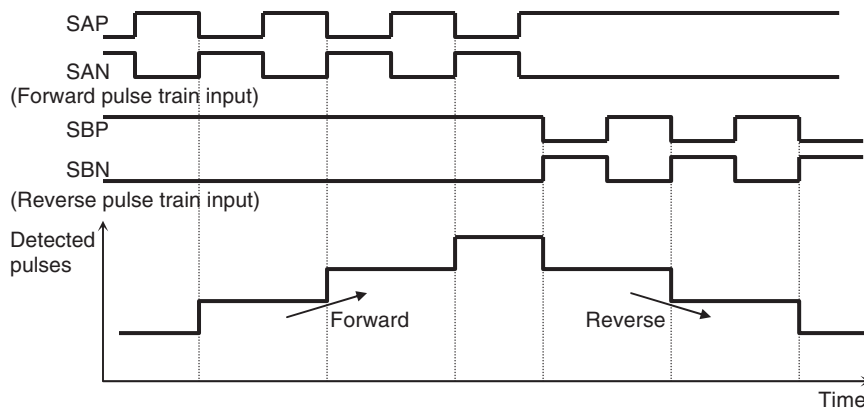 SAP
SAN
(Forward pulse train input)
SBP
SBN
(Reverse pulse train input)
Detected
pulses
Forward
Reverse
Time